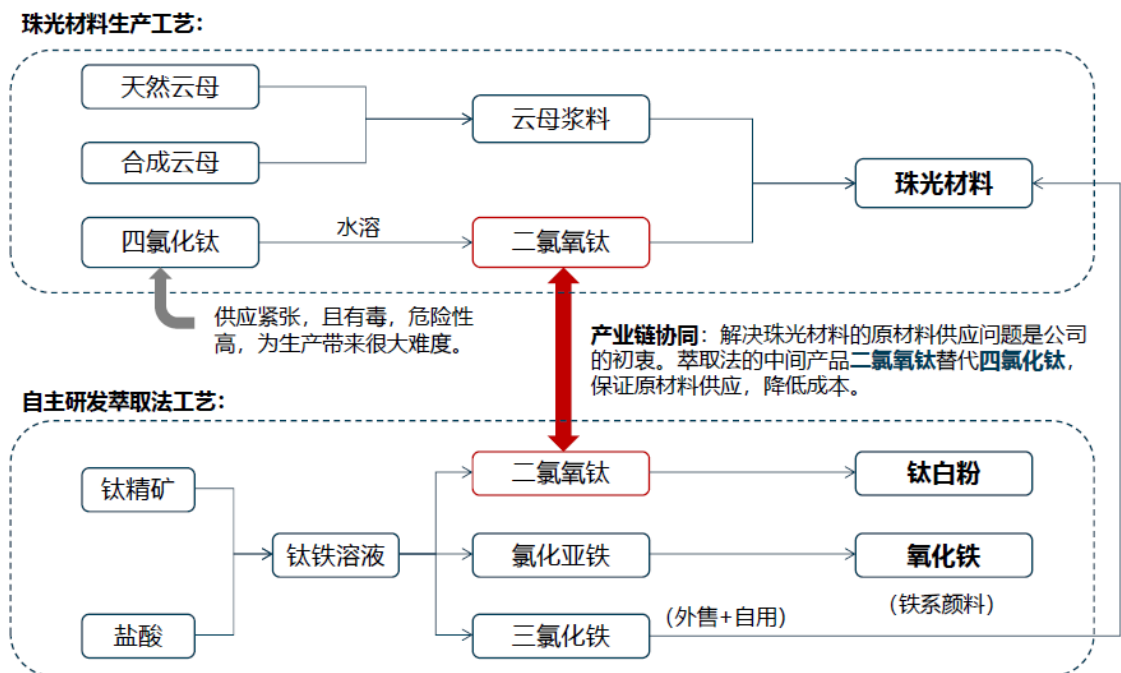 珠光材料生产工艺：
天然云母
云母浆料
合成云母
珠光材料
四氯化钛
水溶
二氯氧钛
供应紧张，且有毒，危险性
高，为生产带来很大难度。
产业链协同：解决珠光材料的原材料供应问题是公司
的初衷。萃取法的中间产品二氯氧钛替代四氯化钛，
保证原材料供应，降低成本。
自主研发萃取法工艺：
钛精矿
二氯氧钛
钛白粉
钛铁溶液
氯化亚铁
氧化铁
（铁系颜料）
盐酸
三氯化铁
（外售+自用）